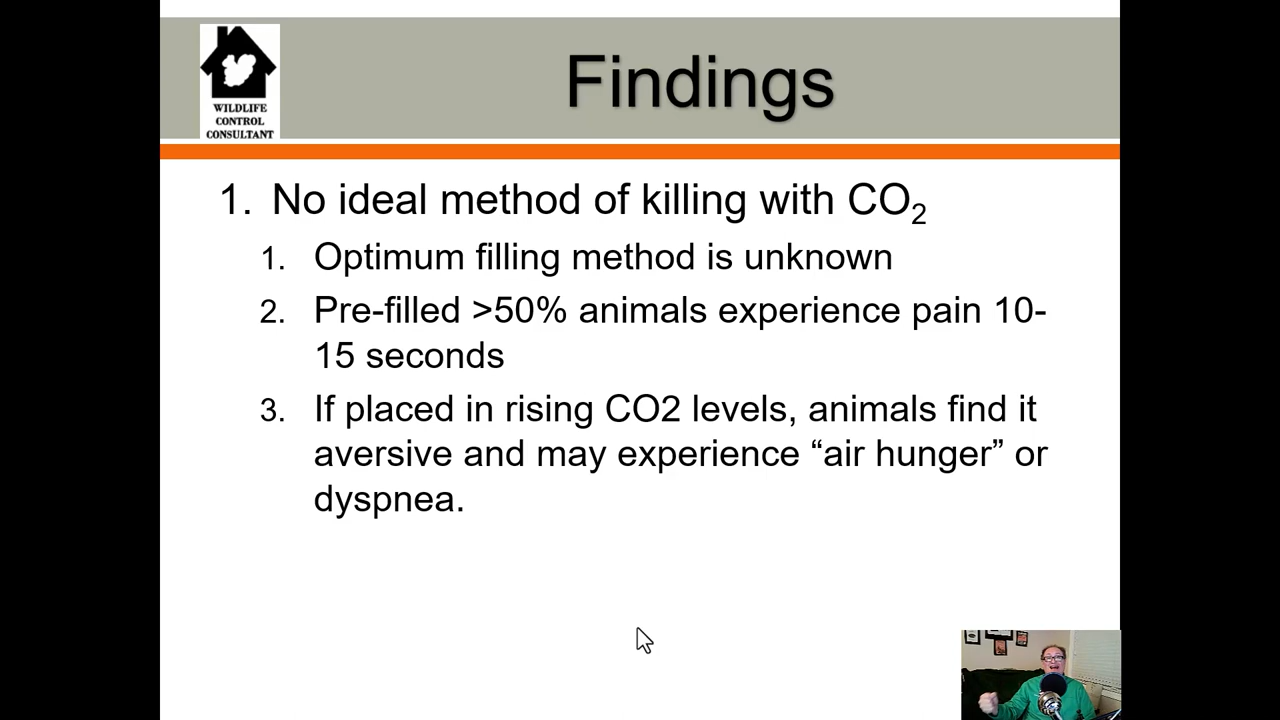 WILDLIFE
CONTROL
CONSULTANT
Findings
1. No ideal method of killing with CO₂
1. Optimum filling method is unknown
2. Pre-filled >50% animals experience pain 10-
15 seconds
3. If placed in rising CO2 levels, animals find it
aversive and may experience “air hunger” or
dyspnea.